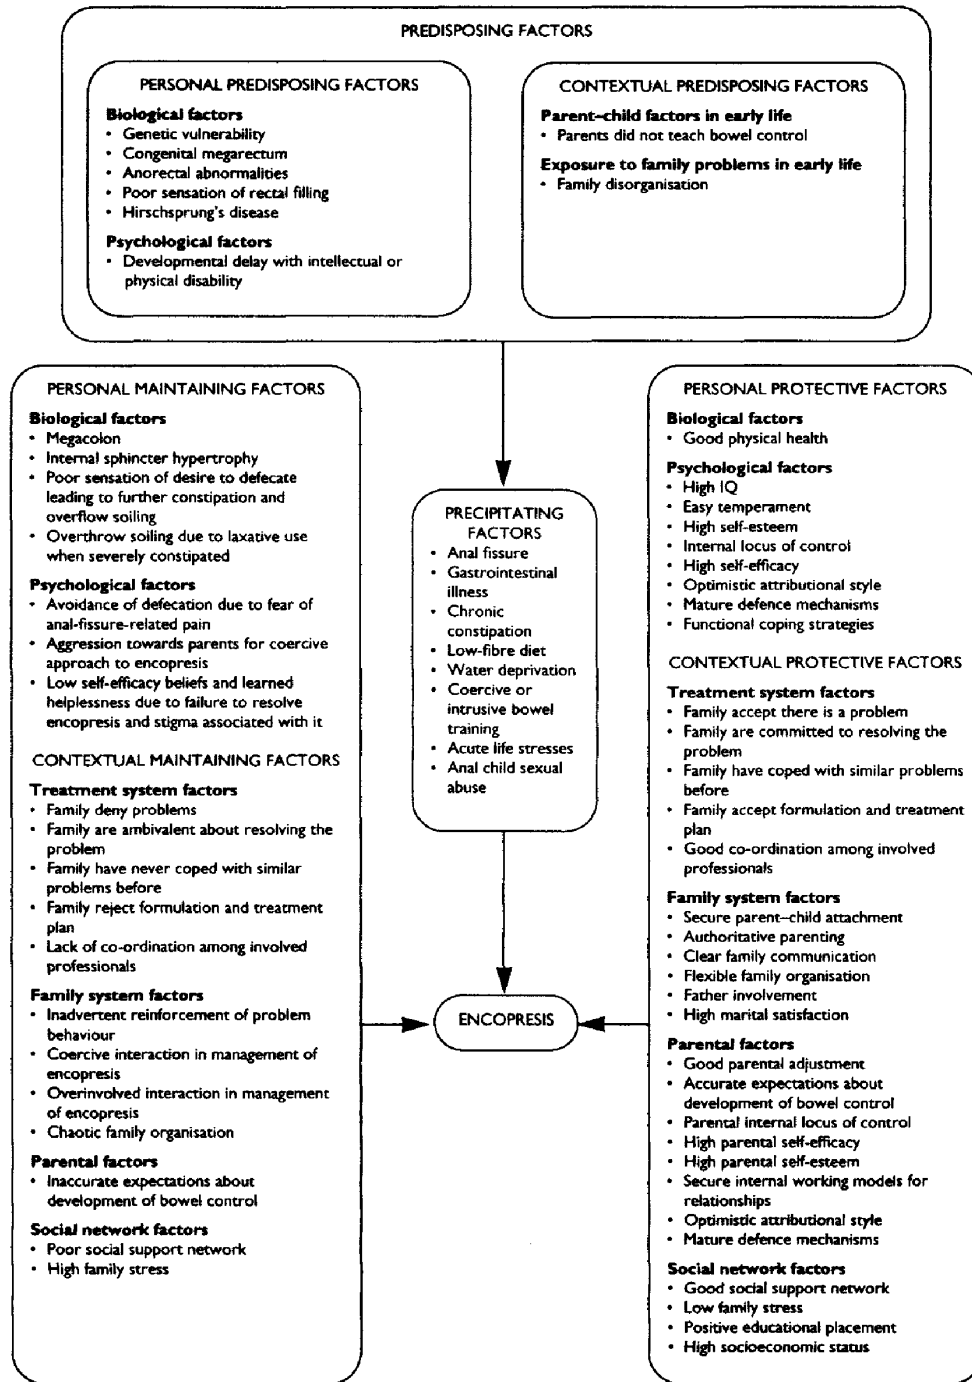 PREDISPOSING FACTORS
PERSONAL PREDISPOSING FACTORS
Biological factors
• Genetic vulnerability
• Congenital megarectum
• Anorectal abnormalities
• Poor sensation of rectal filling
• Hirschsprung's disease
Psychological factors
• Developmental delay with intellectual or
physical disability
CONTEXTUAL PREDISPOSING FACTORS
Parent–child factors in early life
• Parents did not teach bowel control
Exposure to family problems in early life
• Family disorganisation
PERSONAL MAINTAINING FACTORS
Biological factors
• Megacolon
• Internal sphincter hypertrophy
• Poor sensation of desire to defecate
leading to further constipation and
overflow soiling
• Overthrow soiling due to laxative use
when severely constipated
Psychological factors
• Avoidance of defecation due to fear of
anal-fissure-related pain
• Aggression towards parents for coercive
approach to encopresis
• Low self-efficacy beliefs and learned
helplessness due to failure to resolve
encopresis and stigma associated with it
CONTEXTUAL MAINTAINING FACTORS
Treatment system factors
• Family deny problems
• Family are ambivalent about resolving the
problem
• Family have never coped with similar
problems before
• Family reject formulation and treatment
plan
• Lack of co-ordination among involved
professionals
Family system factors
• Inadvertent reinforcement of problem
behaviour
• Coercive interaction in management of
encopresis
• Overinvolved interaction in management
of encopresis
• Chaotic family organisation
Parental factors
• Inaccurate expectations about
development of bowel control
Social network factors
• Poor social support network
• High family stress
PRECIPITATING
FACTORS
• Anal fissure
• Gastrointestinal
illness
• Chronic
constipation
• Low-fibre diet
• Water deprivation
• Coercive or
intrusive bowel
training
• Acute life stresses
• Anal child sexual
abuse
ENCOPRESIS
PERSONAL PROTECTIVE FACTORS
Biological factors
• Good physical health
Psychological factors
• High IQ
• Easy temperament
• High self-esteem
• Internal locus of control
• High self-efficacy
• Optimistic attributional style
• Mature defence mechanisms
• Functional coping strategies
CONTEXTUAL PROTECTIVE FACTORS
Treatment system factors
• Family accept there is a problem
• Family are committed to resolving the
problem
• Family have coped with similar problems
before
• Family accept formulation and treatment
plan
• Good co-ordination among involved
professionals
Family system factors
• Secure parent–child attachment
• Authoritative parenting
• Clear family communication
• Flexible family organisation
• Father involvement
• High marital satisfaction
Parental factors
• Good parental adjustment
• Accurate expectations about
development of bowel control
• Parental internal locus of control
• High parental self-efficacy
• High parental self-esteem
• Secure internal working models for
relationships
• Optimistic attributional style
• Mature defence mechanisms
Social network factors
• Good social support network
• Low family stress
• Positive educational placement
• High socioeconomic status